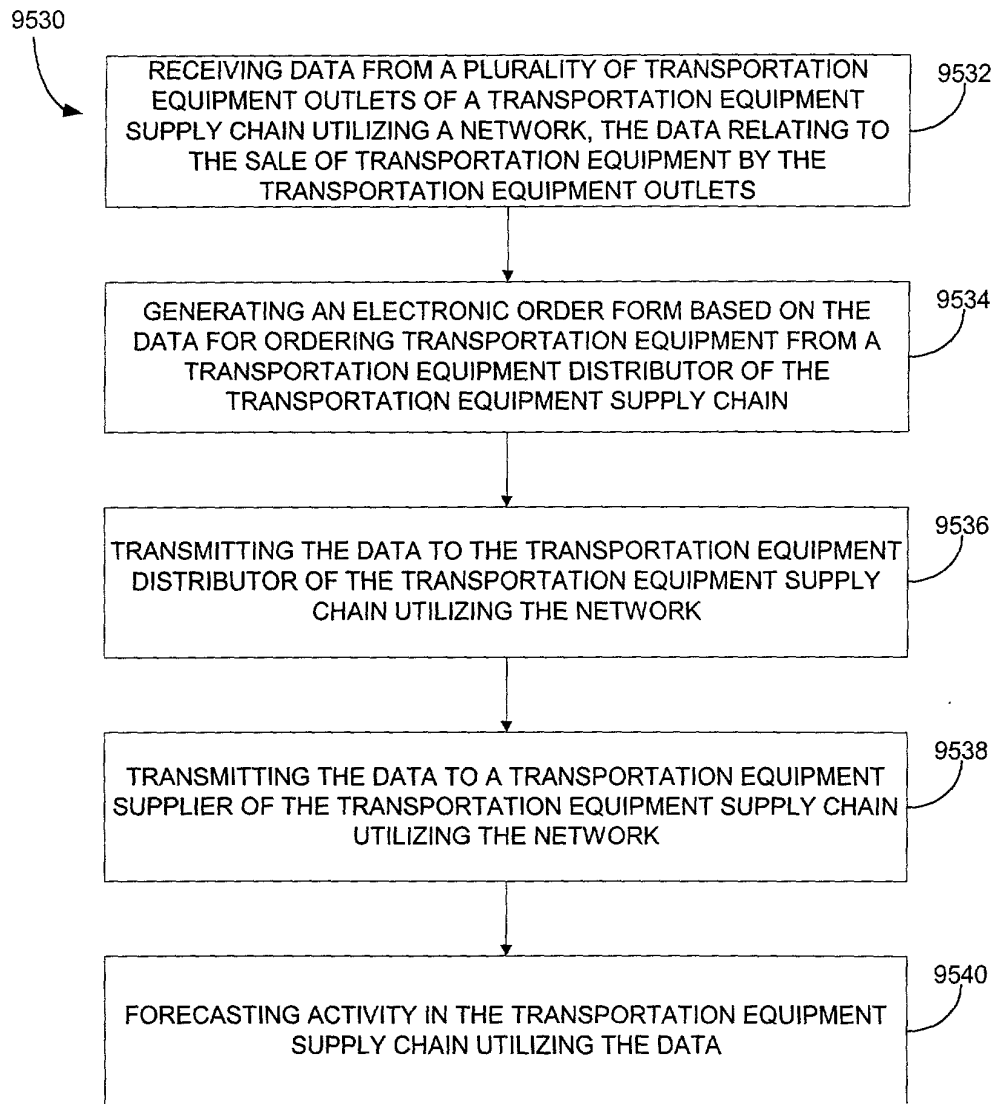 9530
RECEIVING DATA FROM A PLURALITY OF TRANSPORTATION
EQUIPMENT OUTLETS OF A TRANSPORTATION EQUIPMENT
SUPPLY CHAIN UTILIZING A NETWORK, THE DATA RELATING TO
THE SALE OF TRANSPORTATION EQUIPMENT BY THE
TRANSPORTATION EQUIPMENT OUTLETS
9532
GENERATING AN ELECTRONIC ORDER FORM BASED ON THE
DATA FOR ORDERING TRANSPORTATION EQUIPMENT FROM A
TRANSPORTATION EQUIPMENT DISTRIBUTOR OF THE
TRANSPORTATION EQUIPMENT SUPPLY CHAIN
9534
TRANSMITTING THE DATA TO THE TRANSPORTATION EQUIPMENT
DISTRIBUTOR OF THE TRANSPORTATION EQUIPMENT SUPPLY
CHAIN UTILIZING THE NETWORK
9536
TRANSMITTING THE DATA TO A TRANSPORTATION EQUIPMENT
SUPPLIER OF THE TRANSPORTATION EQUIPMENT SUPPLY CHAIN
UTILIZING THE NETWORK
9538
FORECASTING ACTIVITY IN THE TRANSPORTATION EQUIPMENT
SUPPLY CHAIN UTILIZING THE DATA
9540